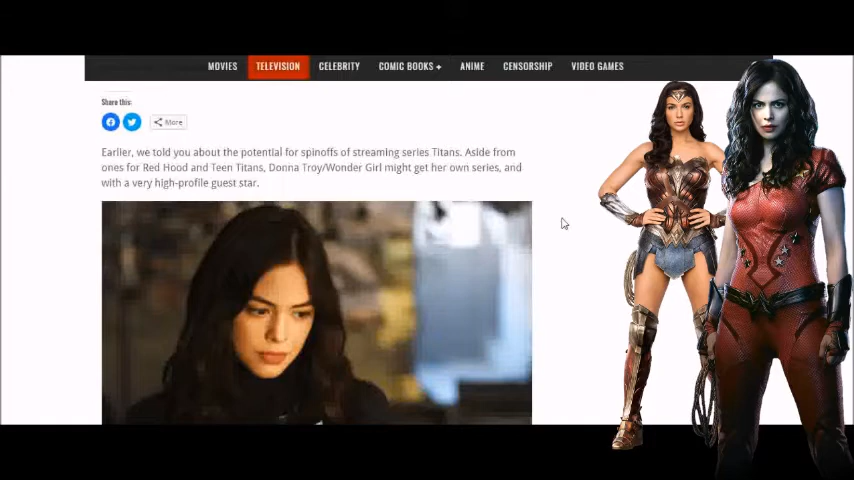 MOVIES TELEVISION CELEBRITY COMIC BOOKS ANIME CENSORSHIP VIDEO GAMES
Share this:
More
Earlier, we told you about the potential for spinoffs of streaming series Titans. Aside from
ones for Red Hood and Teen Titans, Donna Troy/Wonder Girl might get her own series, and
with a very high-profile guest star.